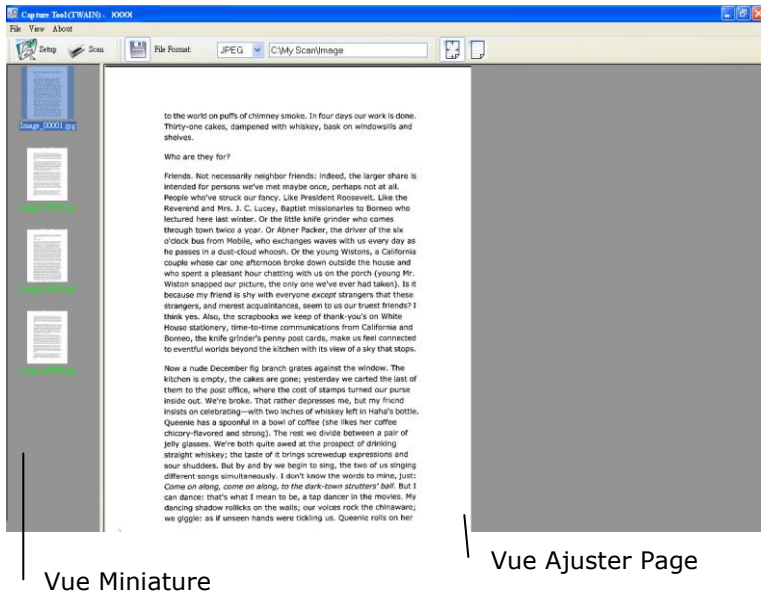 Capture Tool(TWAIN) - XXXX
File View About
Setup Scan File Format: JPEG C:\My Scan\Image
Image_00001.jpg
to the world on puffs of chimney smoke. In four days our work is done.
Thirty-one cakes, dampened with whiskey, bask on windowsills and
shelves.
Who are they for?
Friends. Not necessarily neighbor friends: indeed, the larger share is
intended for persons we've met maybe once, perhaps not at all.
People who've struck our fancy. Like President Roosevelt. Like the
Reverend and Mrs. J. C. Lucey, Baptist missionaries to Borneo who
lectured here last winter. Or the little knife grinder who comes
through town twice a year. Or Abner Packer, the driver of the six
o'clock bus from Mobile, who exchanges waves with us every day as
he passes in a dust-cloud whoosh. Or the young Wistons, a California
couple whose car one afternoon broke down outside the house and
who spent a pleasant hour chatting with us on the porch (young Mr.
Wiston snapped our picture, the only one we've ever had taken). Is it
because my friend is shy with everyone except strangers that these
strangers, and merest acquaintances, seem to us our truest friends? I
think yes. Also, the scrapbooks we keep of thank-you's on White
House stationery, time-to-time communications from California and
Borneo, the knife grinder's penny post cards, make us feel connected
to eventful worlds beyond the kitchen with its view of a sky that stops.
Now a nude December fig branch grates against the window. The
kitchen is empty, the cakes are gone; yesterday we carted the last of
them to the post office, where the cost of stamps turned our purse
inside out. We're broke. That rather depresses me, but my friend
insists on celebrating—with two inches of whiskey left in Haha's bottle.
Queenie has a spoonful in a bowl of coffee (she likes her coffee
chicory-flavored and strong). The rest we divide between a pair of
jelly glasses. We're both quite awed at the prospect of drinking
straight whiskey; the taste of it brings screwedup expressions and
sour shudders. But by and by we begin to sing, the two of us singing
different songs simultaneously. I don't know the words to mine, just:
Come on along, come on along, to the dark-town strutters' ball. But I
can dance: that's what I mean to be, a tap dancer in the movies. My
dancing shadow rollicks on the walls; our voices rock the chinaware;
we giggle: as if unseen hands were tickling us. Queenie rolls on her
Vue Ajuster Page
Vue Miniature